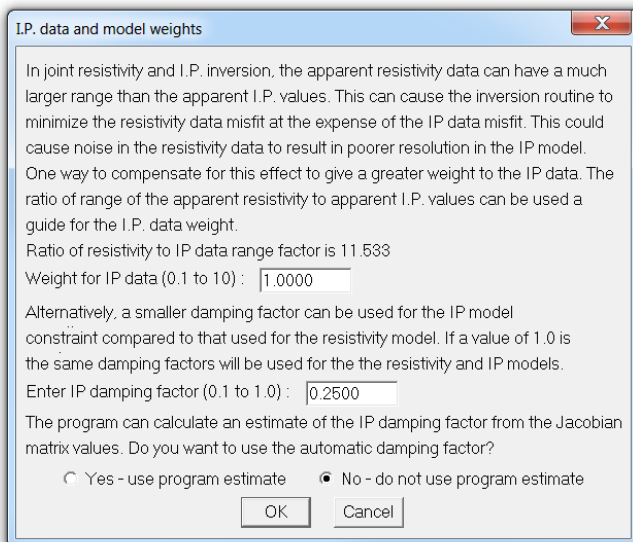 I.P. data and model weights
In joint resistivity and I.P. inversion, the apparent resistivity data can have a much
larger range than the apparent I.P. values. This can cause the inversion routine to
minimize the resistivity data misfit at the expense of the IP data misfit. This could
cause noise in the resistivity data to result in poorer resolution in the IP model.
One way to compensate for this effect to give a greater weight to the IP data. The
ratio of range of the apparent resistivity to apparent I.P. values can be used a
guide for the I.P. data weight.
Ratio of resistivity to IP data range factor is 11.533
Weight for IP data (0.1 to 10) : 1.0000
Alternatively, a smaller damping factor can be used for the IP model
constraint compared to that used for the resistivity model. If a value of 1.0 is
the same damping factors will be used for the the resistivity and IP models.
Enter IP damping factor (0.1 to 1.0) : 0.2500
The program can calculate an estimate of the IP damping factor from the Jacobian
matrix values. Do you want to use the automatic damping factor?
Yes - use program estimate No - do not use program estimate
OK Cancel